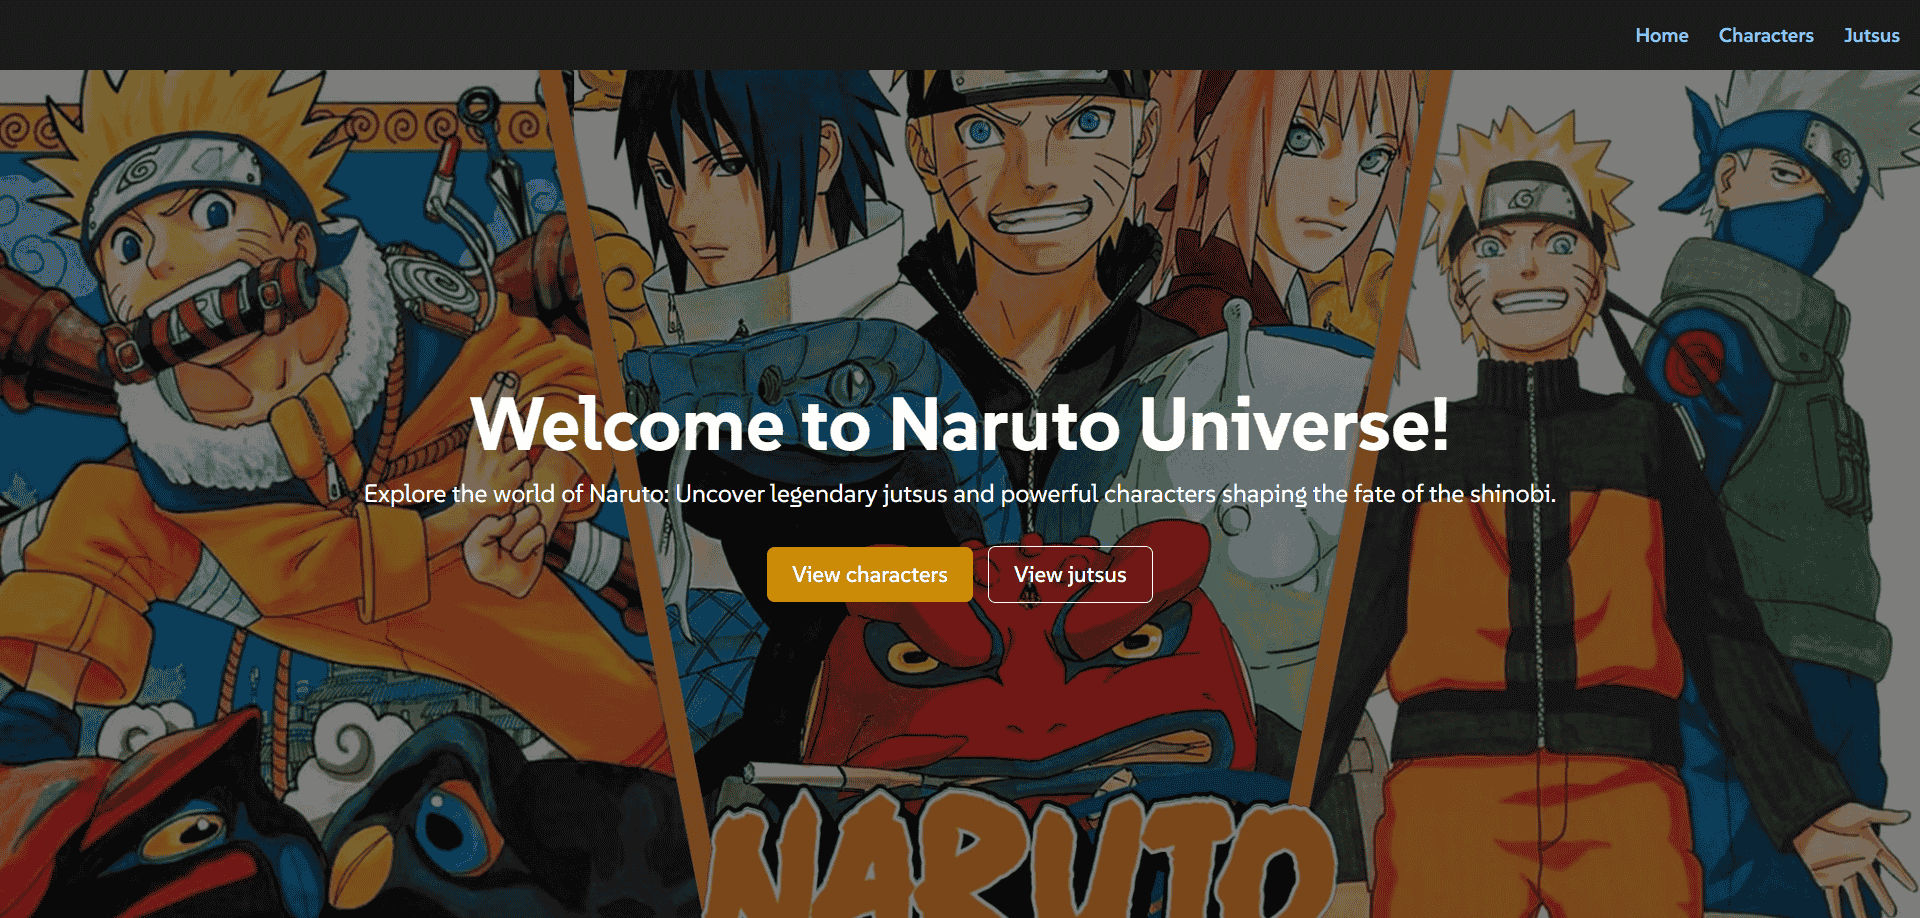 Home Characters Jutsus
Welcome to Naruto Universe!
Explore the world of Naruto: Uncover legendary jutsus and powerful characters shaping the fate of the shinobi.
View characters View jutsus
NARUTO